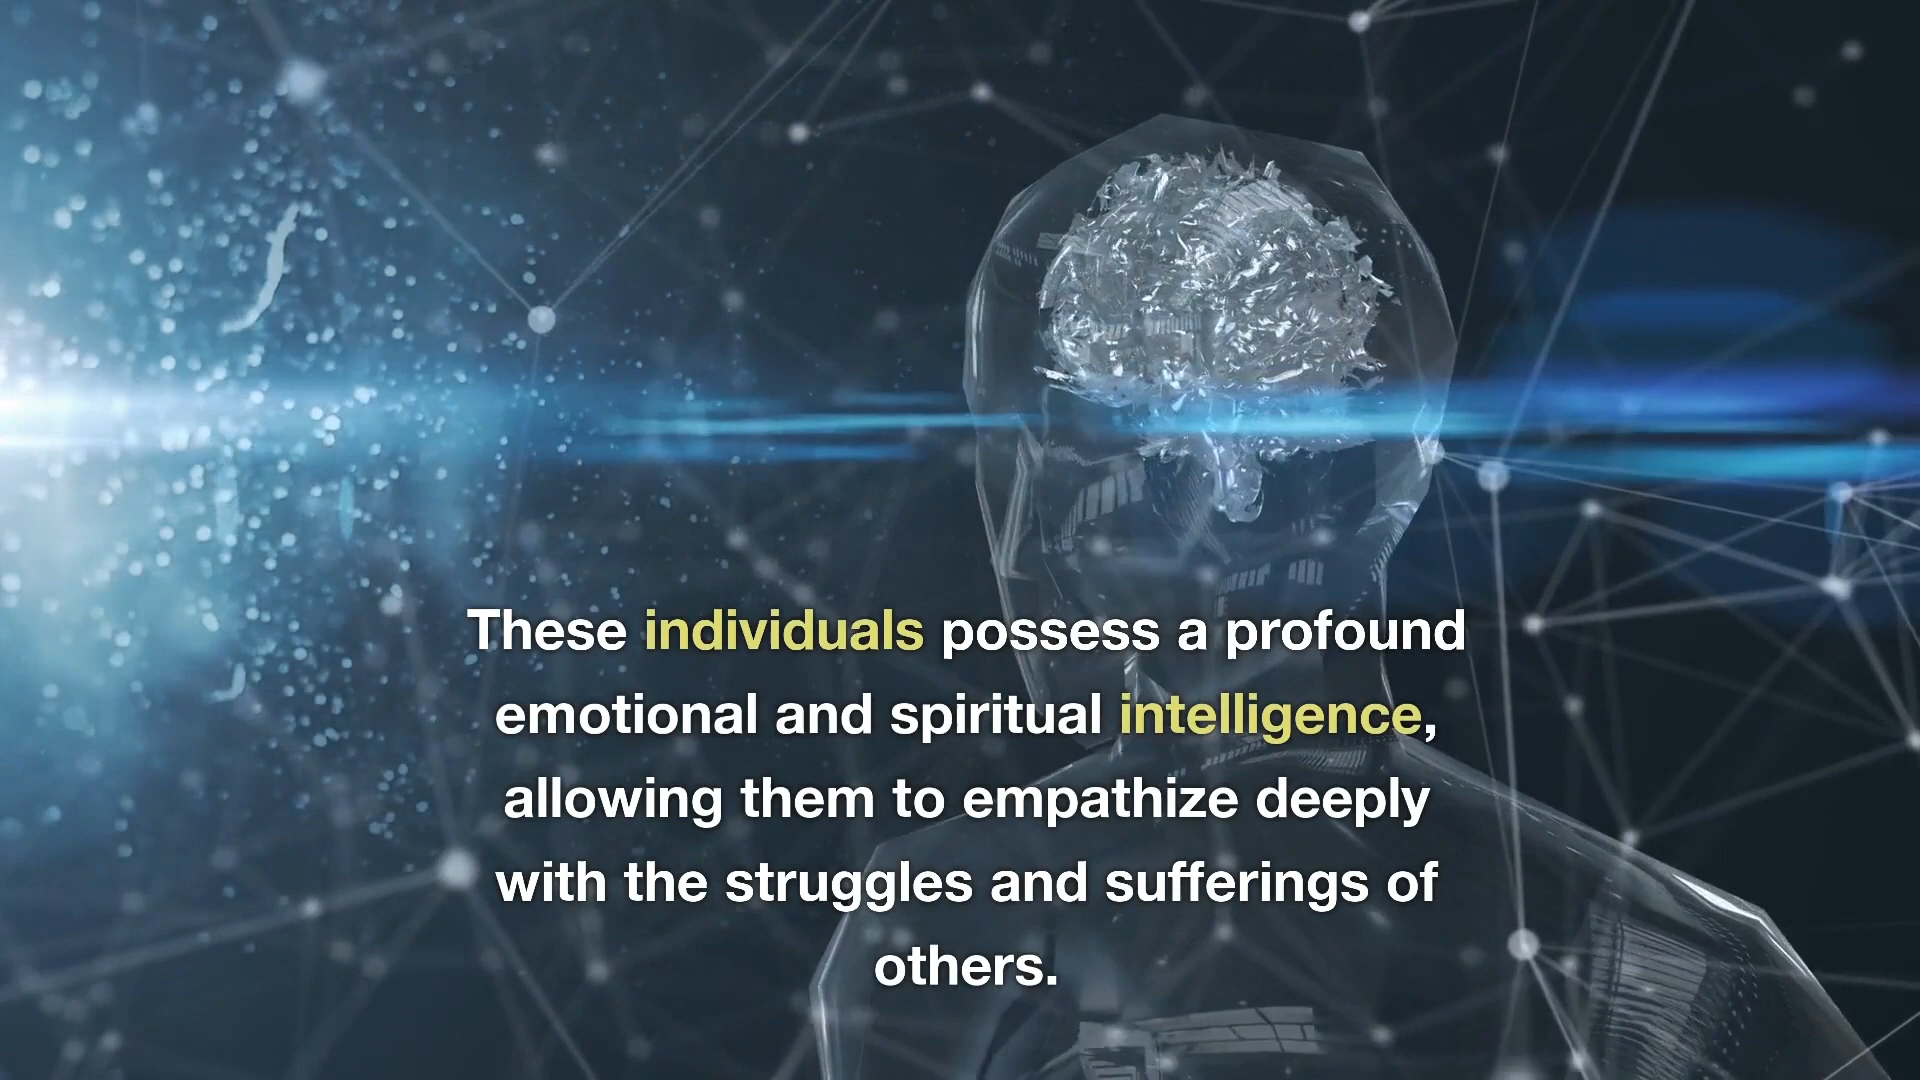 These individuals possess a profound
emotional and spiritual intelligence,
allowing them to empathize deeply
with the struggles and sufferings of
others.